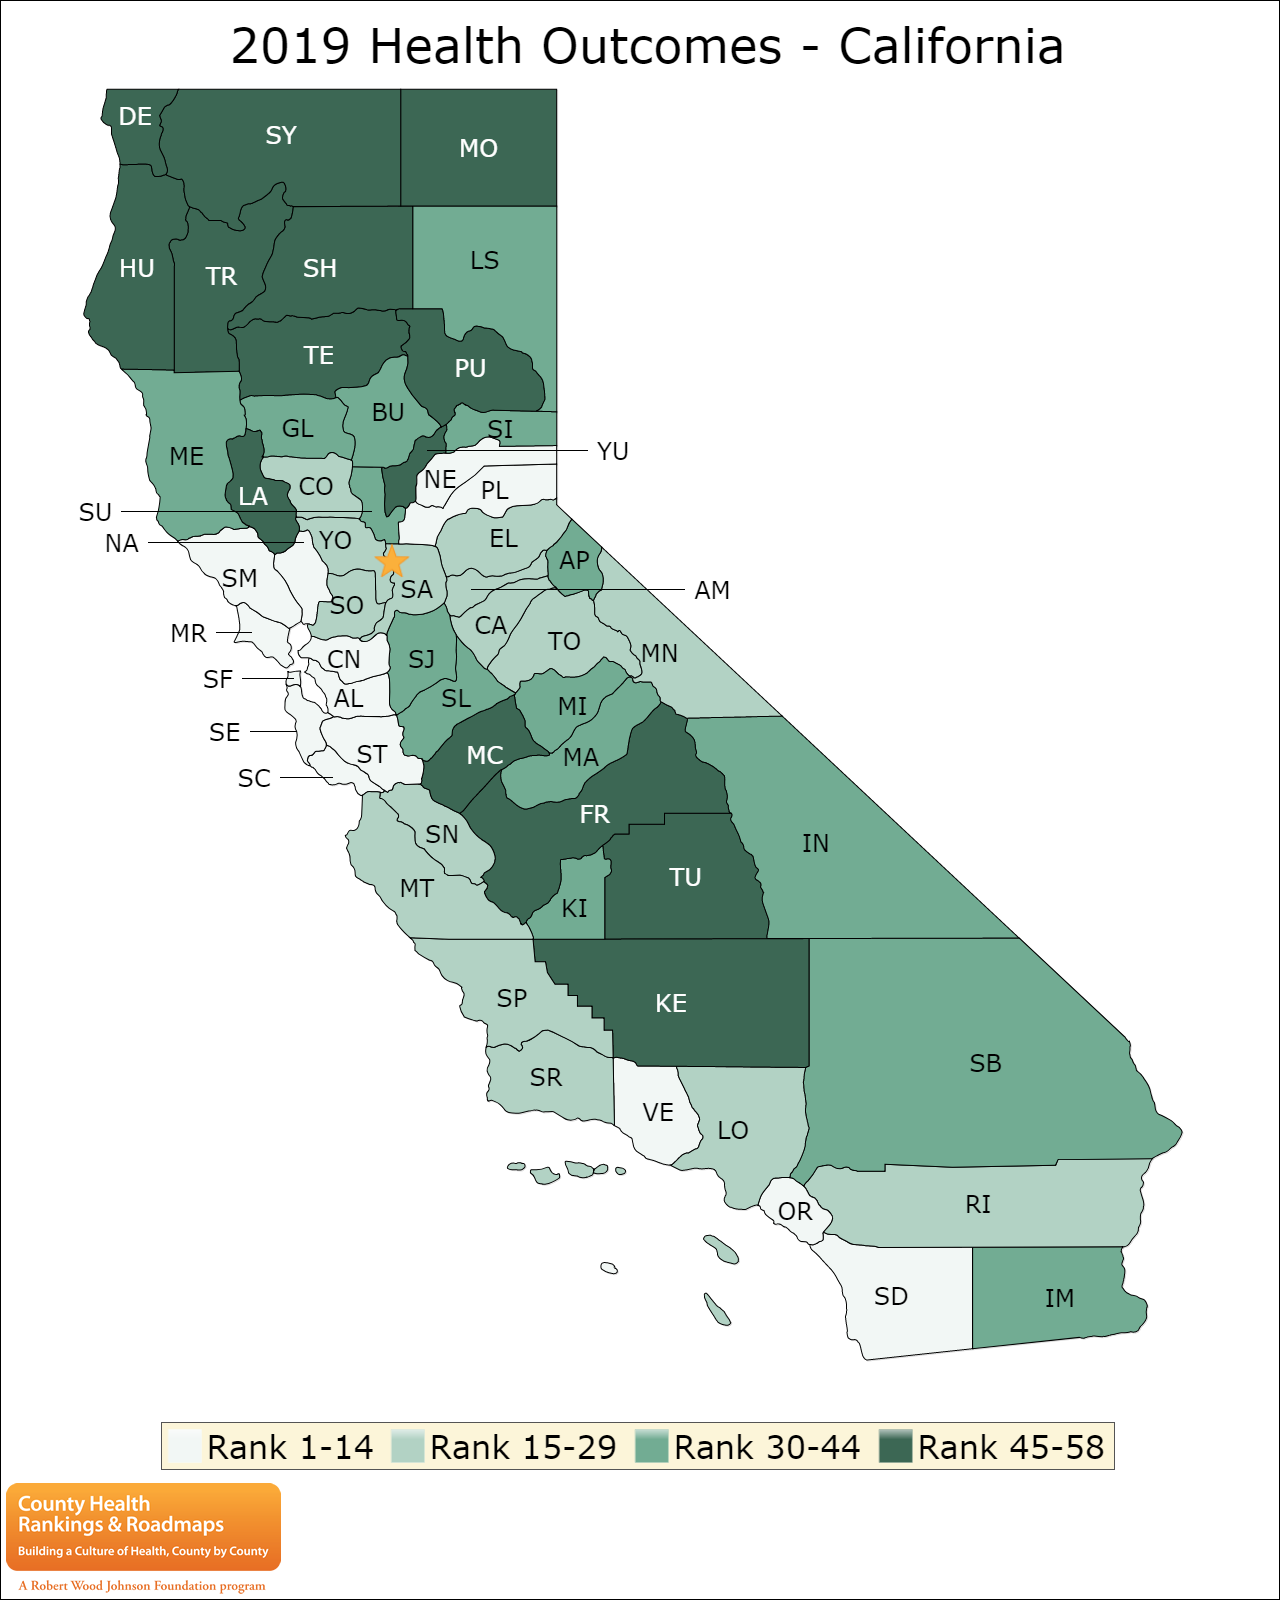 2019 Health Outcomes - California
DE
SY
MO
HU
TR
SH
LS
TE
PU
BU
GL
SI
ME
YU
NE
CO
PL
LA
SU
NA
YO
EL
AP
SM
SA
AM
SO
MR
CA
TO
CN
SJ
MN
SF
AL
SL
MI
SE
ST
MC
MA
SC
FR
SN
IN
TU
MT
KI
SP
KE
SB
SR
VE
LO
OR
RI
SD
IM
Rank 1-14 Rank 15-29 Rank 30-44 Rank 45-58
County Health
Rankings & Roadmaps
Building a Culture of Health, County by County
A Robert Wood Johnson Foundation program